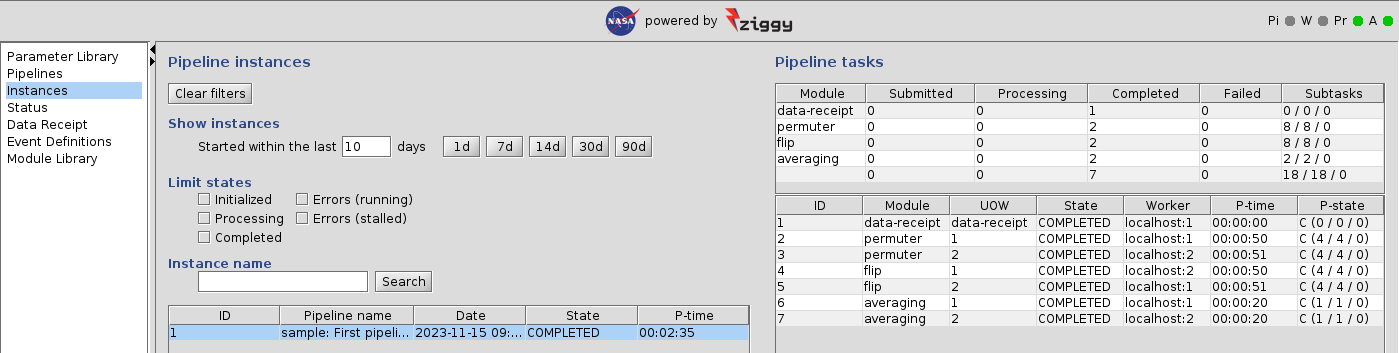 NASA powered by ziggy
Pi W Pr A
Parameter Library
Pipelines
Instances
Status
Data Receipt
Event Definitions
Module Library
Pipeline instances
Clear filters
Show instances
Started within the last 10 days 1d 7d 14d 30d 90d
Limit states
Initialized Errors (running)
Processing Errors (stalled)
Completed
Instance name
Search
ID Pipeline name Date State P-time
1 sample: First pipeli... 2023-11-15 09:... COMPLETED 00:02:35
Pipeline tasks
Module Submitted Processing Completed Failed Subtasks
data-receipt 0 0 1 0 0 / 0 / 0
permuter 0 0 2 0 8 / 8 / 0
flip 0 0 2 0 8 / 8 / 0
averaging 0 0 2 0 2 / 2 / 0
0 0 7 0 18 / 18 / 0
ID Module UOW State Worker P-time P-state
1 data-receipt data-receipt COMPLETED localhost:1 00:00:00 C (0 / 0 / 0)
2 permuter 1 COMPLETED localhost:1 00:00:50 C (4 / 4 / 0)
3 permuter 2 COMPLETED localhost:2 00:00:51 C (4 / 4 / 0)
4 flip 1 COMPLETED localhost:1 00:00:50 C (4 / 4 / 0)
5 flip 2 COMPLETED localhost:2 00:00:51 C (4 / 4 / 0)
6 averaging 1 COMPLETED localhost:1 00:00:20 C (1 / 1 / 0)
7 averaging 2 COMPLETED localhost:2 00:00:20 C (1 / 1 / 0)